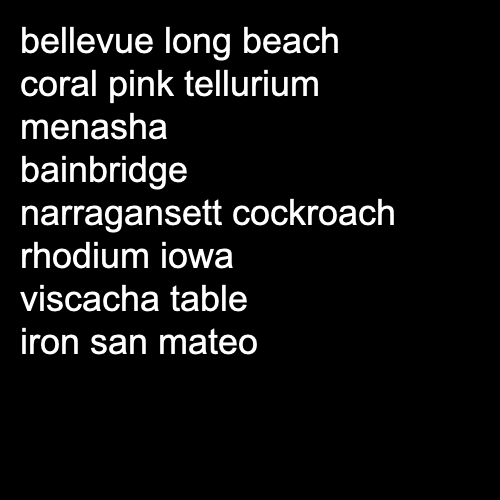 bellevue long beach
coral pink tellurium
menasha
bainbridge
narragansett cockroach
rhodium iowa
viscacha table
iron san mateo